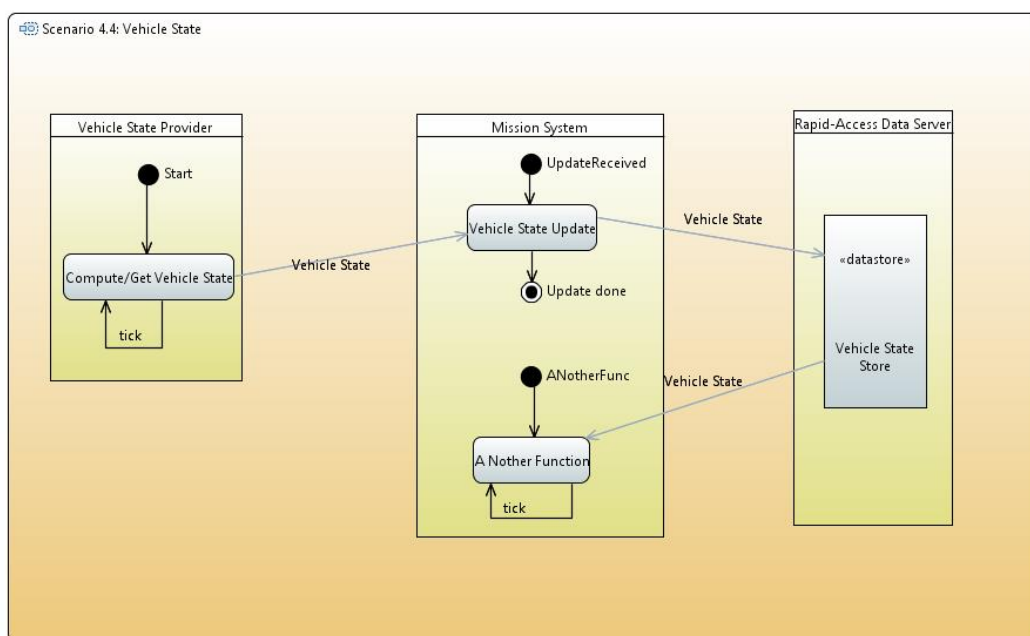 Scenario 4.4: Vehicle State
Vehicle State Provider
Start
Compute/Get Vehicle State
tick
Vehicle State
Mission System
UpdateReceived
Vehicle State Update
Update done
ANotherFunc
A Nother Function
tick
Vehicle State
Vehicle State
Rapid-Access Data Server
«datastore»
Vehicle State
Store